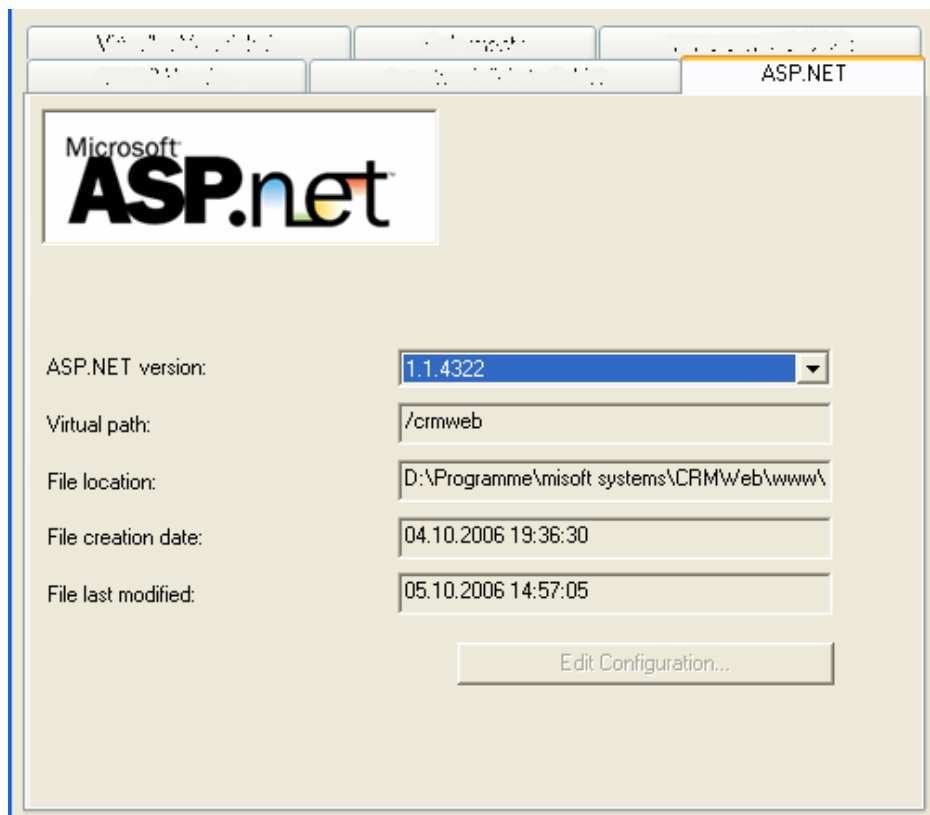 ASP.NET
Microsoft
ASP.net
ASP.NET version: 1.1.4322
Virtual path: /crmweb
File location: D:\Programme\misoft systems\CRMWeb\www\
File creation date: 04.10.2006 19:36:30
File last modified: 05.10.2006 14:57:05
Edit Configuration...